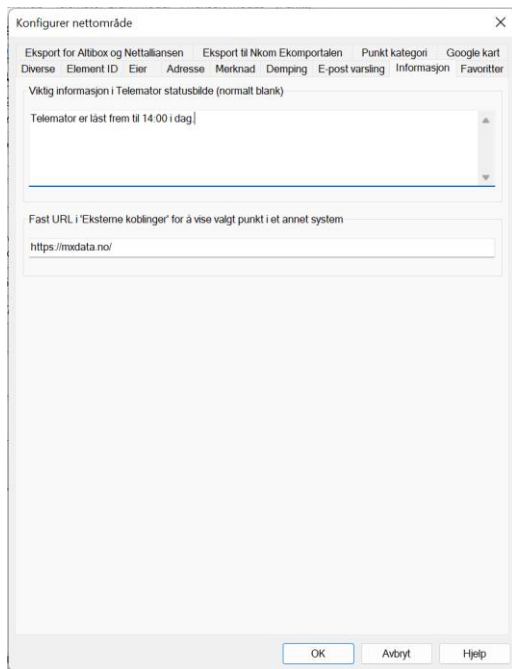 Konfigurer nettområde
Eksport for Altibox og Nettalliansen Eksport til Nkom Ekomportalen Punkt kategori Google kart
Diverse Element ID Eier Adresse Merknad Demping E-post varsling Informasjon Favoritter
Viktig informasjon i Telemator statusbilde (normalt blank)
Telemator er låst frem til 14:00 i dag.
Fast URL i 'Eksterne koblinger' for å vise valgt punkt i et annet system
https://mxdata.no/
OK Avbryt Hjelp